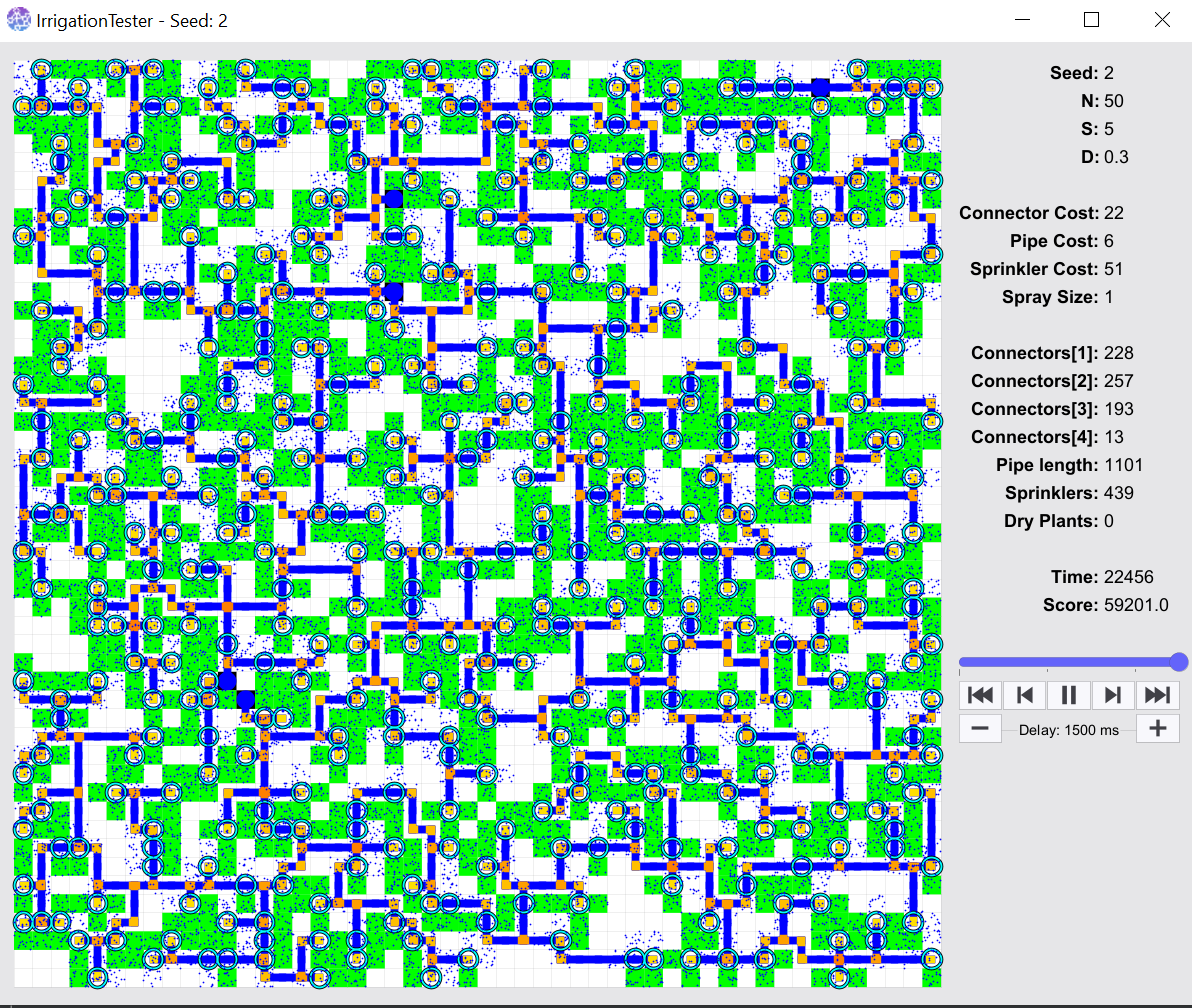 IrrigationTester - Seed: 2
Seed: 2
N: 50
S: 5
D: 0.3
Connector Cost: 22
Pipe Cost: 6
Sprinkler Cost: 51
Spray Size: 1
Connectors[1]: 228
Connectors[2]: 257
Connectors[3]: 193
Connectors[4]: 13
Pipe length: 1101
Sprinklers: 439
Dry Plants: 0
Time: 22456
Score: 59201.0
Delay: 1500 ms